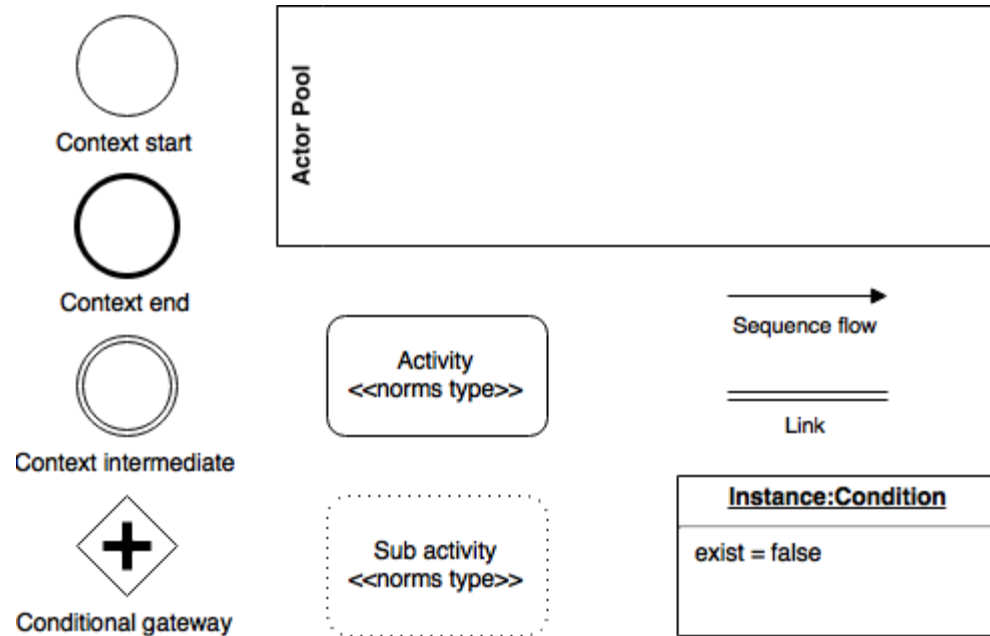 Context start
Actor Pool
Context end
Sequence flow
Activity
<<norms type>>
Link
Context intermediate
Instance:Condition
exist = false
Sub activity
<<norms type>>
Conditional gateway